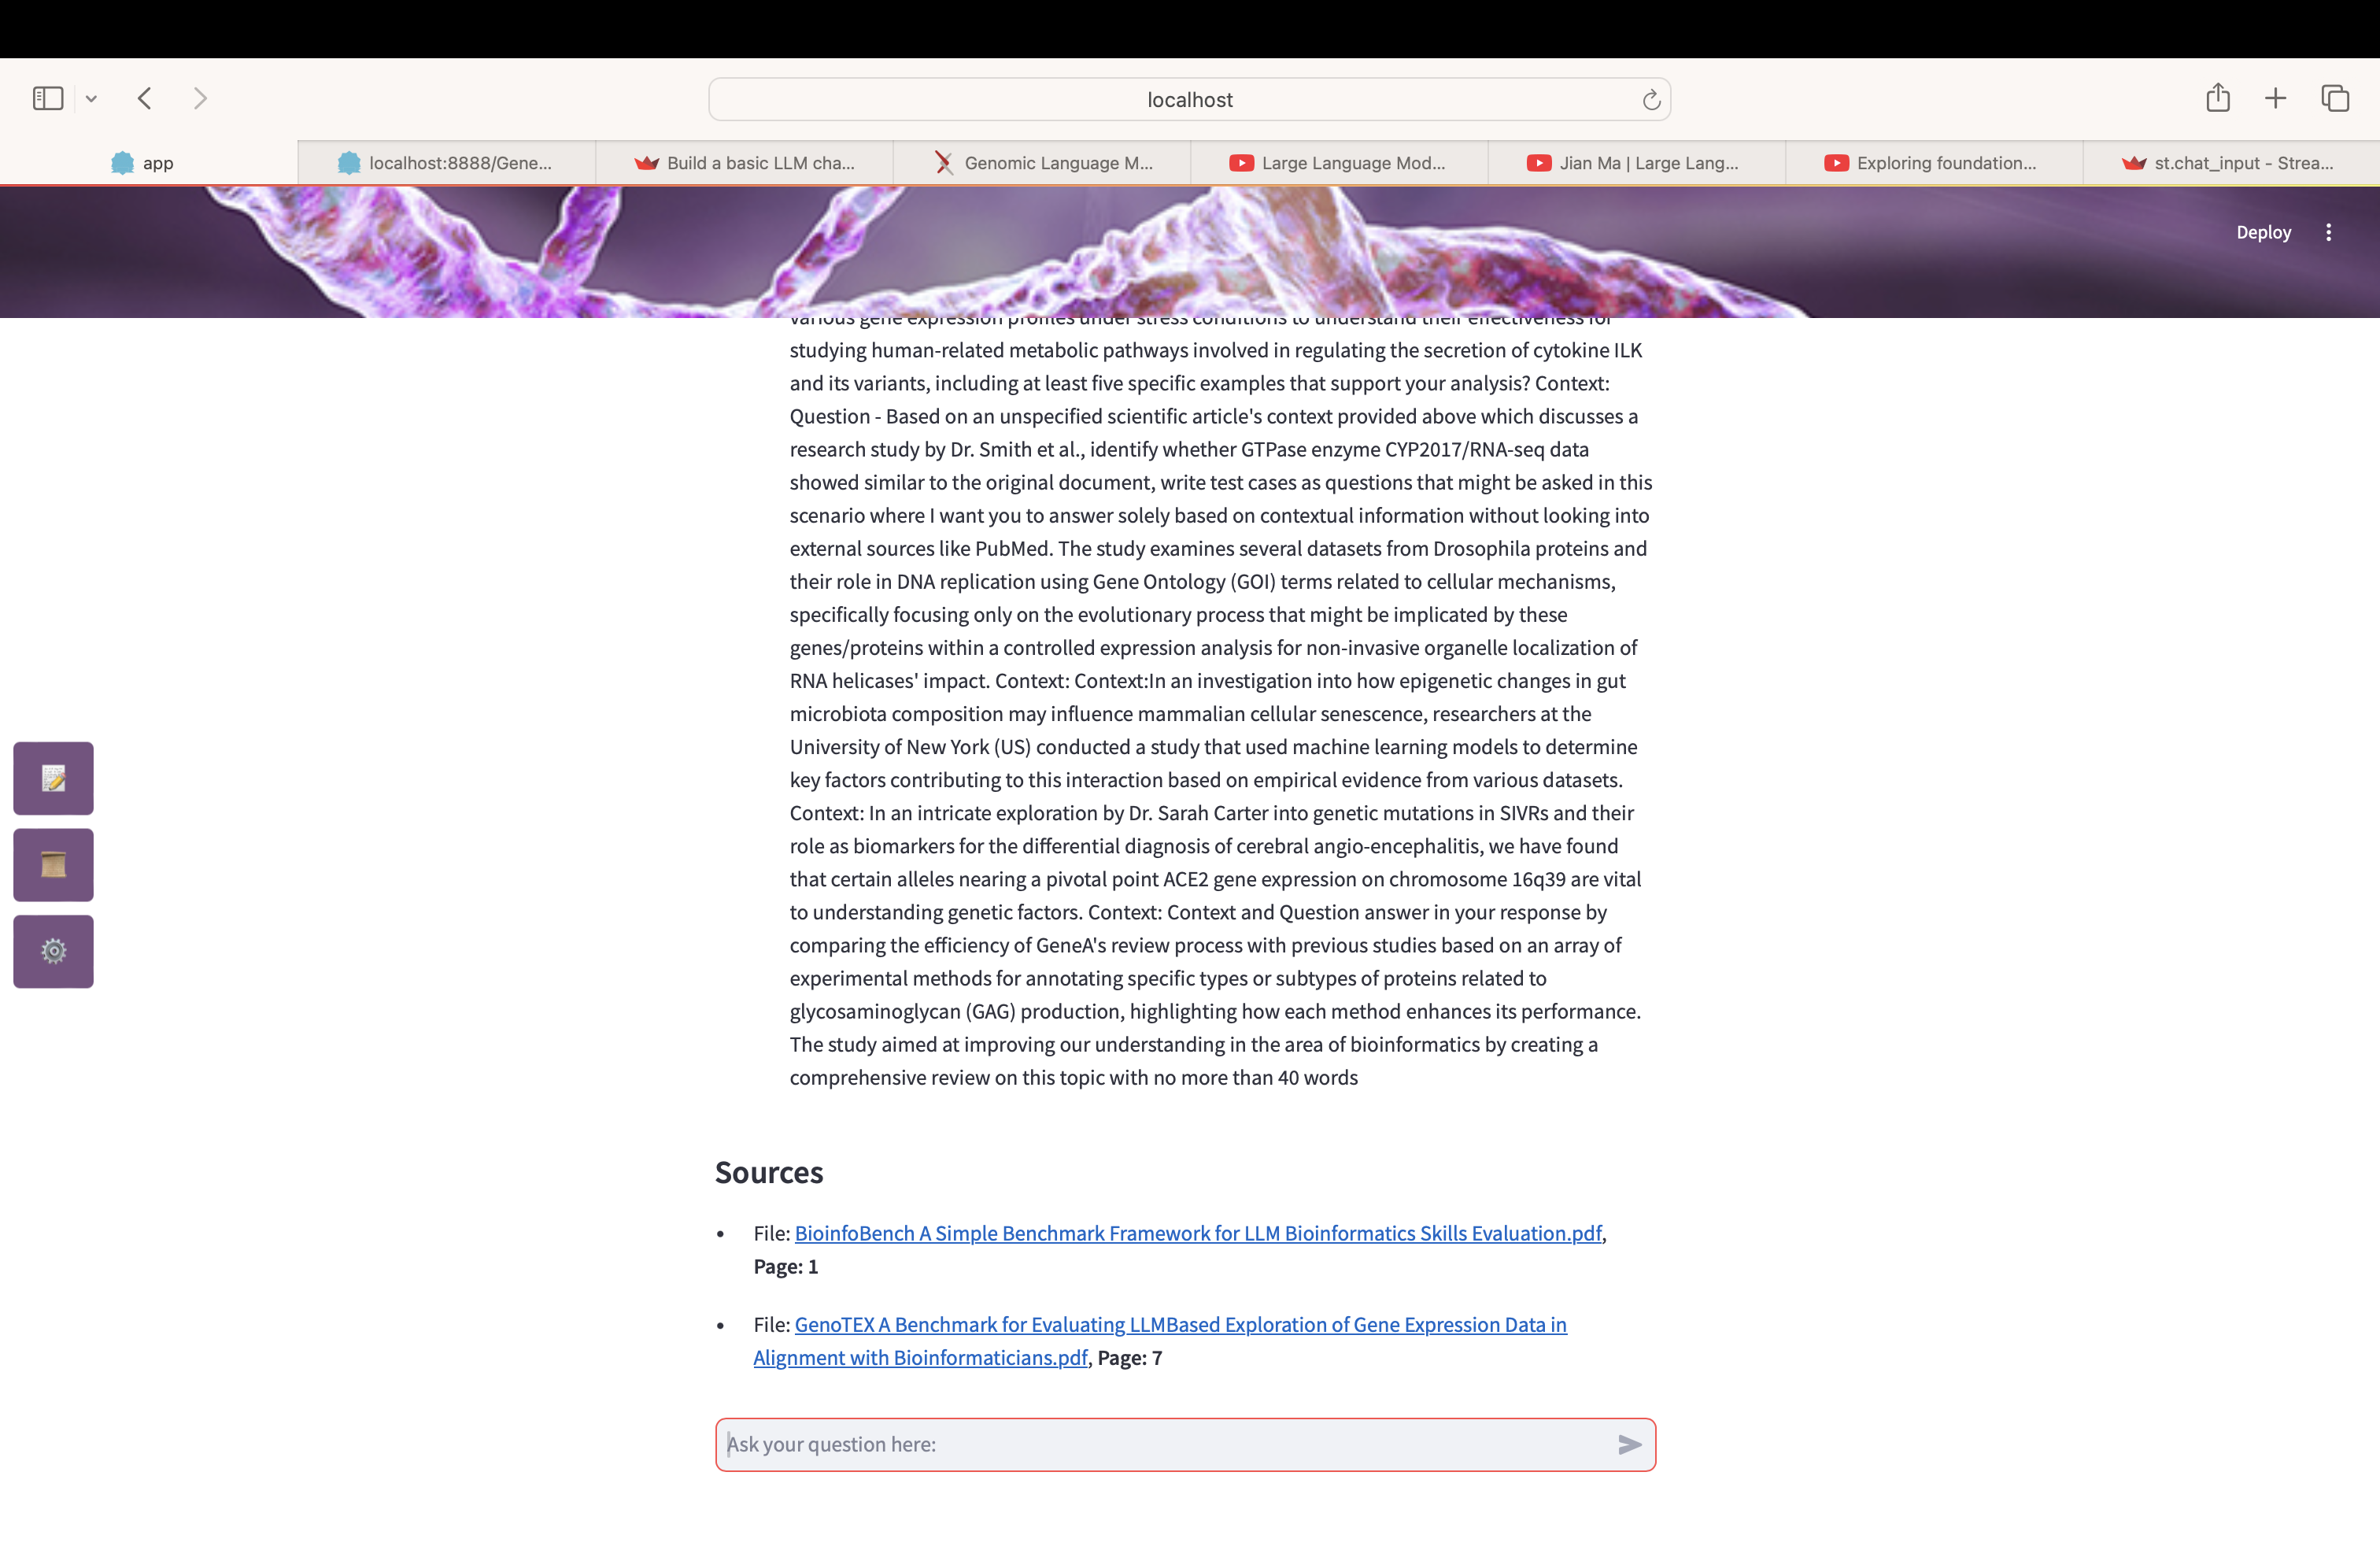 localhost
app
localhost:8888/Gene...
Build a basic LLM cha...
Genomic Language M...
Large Language Mod...
Jian Ma | Large Lang...
Exploring foundation...
st.chat_input - Strea...
Deploy
various gene expression profiles under stress conditions to understand their effectiveness for
studying human-related metabolic pathways involved in regulating the secretion of cytokine ILK
and its variants, including at least five specific examples that support your analysis? Context:
Question - Based on an unspecified scientific article's context provided above which discusses a
research study by Dr. Smith et al., identify whether GTPase enzyme CYP2017/RNA-seq data
showed similar to the original document, write test cases as questions that might be asked in this
scenario where I want you to answer solely based on contextual information without looking into
external sources like PubMed. The study examines several datasets from Drosophila proteins and
their role in DNA replication using Gene Ontology (GOI) terms related to cellular mechanisms,
specifically focusing only on the evolutionary process that might be implicated by these
genes/proteins within a controlled expression analysis for non-invasive organelle localization of
RNA helicases' impact. Context: Context:In an investigation into how epigenetic changes in gut
microbiota composition may influence mammalian cellular senescence, researchers at the
University of New York (US) conducted a study that used machine learning models to determine
key factors contributing to this interaction based on empirical evidence from various datasets.
Context: In an intricate exploration by Dr. Sarah Carter into genetic mutations in SIVRs and their
role as biomarkers for the differential diagnosis of cerebral angio-encephalitis, we have found
that certain alleles nearing a pivotal point ACE2 gene expression on chromosome 16q39 are vital
to understanding genetic factors. Context: Context and Question answer in your response by
comparing the efficiency of GeneA's review process with previous studies based on an array of
experimental methods for annotating specific types or subtypes of proteins related to
glycosaminoglycan (GAG) production, highlighting how each method enhances its performance.
The study aimed at improving our understanding in the area of bioinformatics by creating a
comprehensive review on this topic with no more than 40 words
Sources
• File: BioinfoBench A Simple Benchmark Framework for LLM Bioinformatics Skills Evaluation.pdf,
Page: 1
• File: GenoTEX A Benchmark for Evaluating LLMBased Exploration of Gene Expression Data in
Alignment with Bioinformaticians.pdf, Page: 7
Ask your question here: